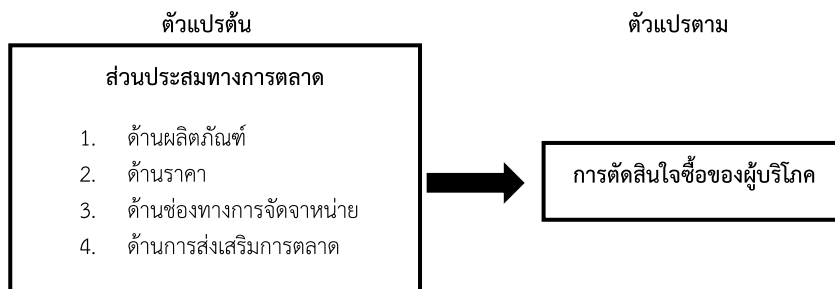 ตัวแปรต้น
ตัวแปรตาม
ส่วนประสมทางการตลาด
1. ด้านผลิตภัณฑ์
2. ด้านราคา
3. ด้านช่องทางการจัดจาหน่าย
4. ด้านการส่งเสริมการตลาด
การตัดสินใจซื้อของผู้บริโภค